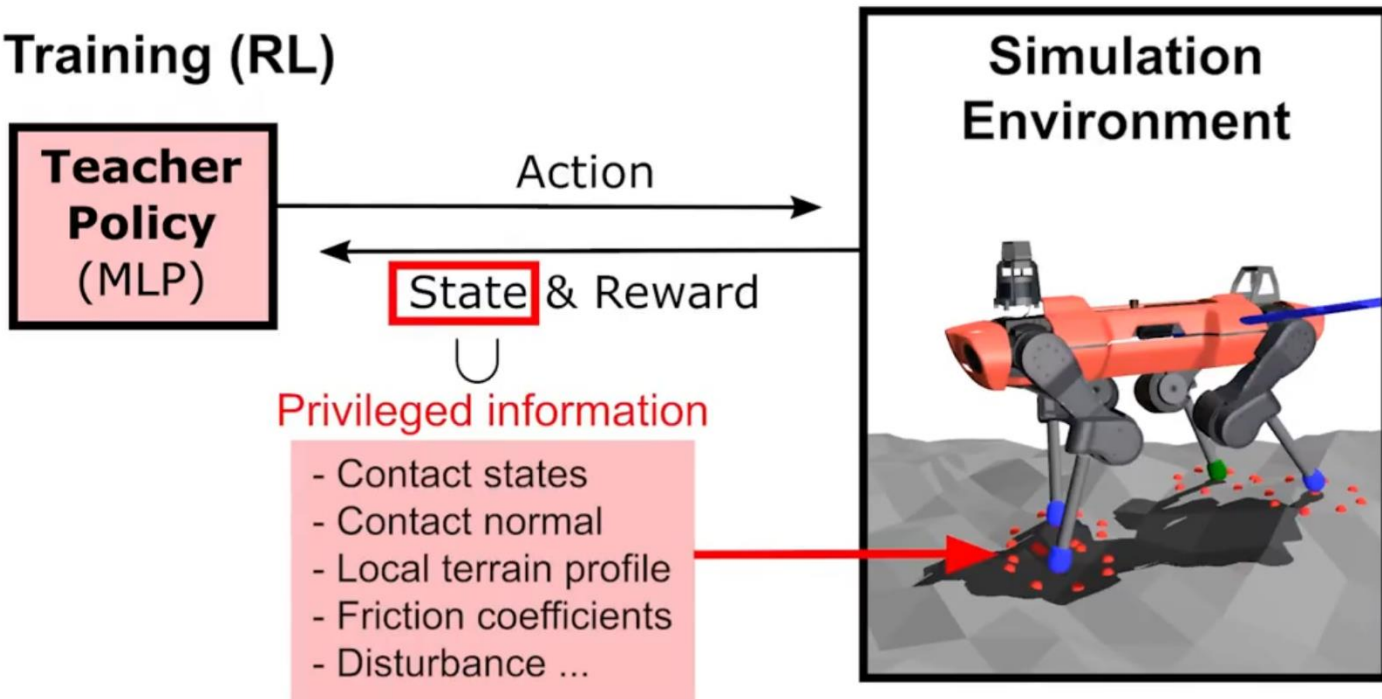 Training (RL)
Teacher
Policy
(MLP)
Action
State & Reward
∪
Privileged information
- Contact states
- Contact normal
- Local terrain profile
- Friction coefficients
- Disturbance ...
Simulation
Environment